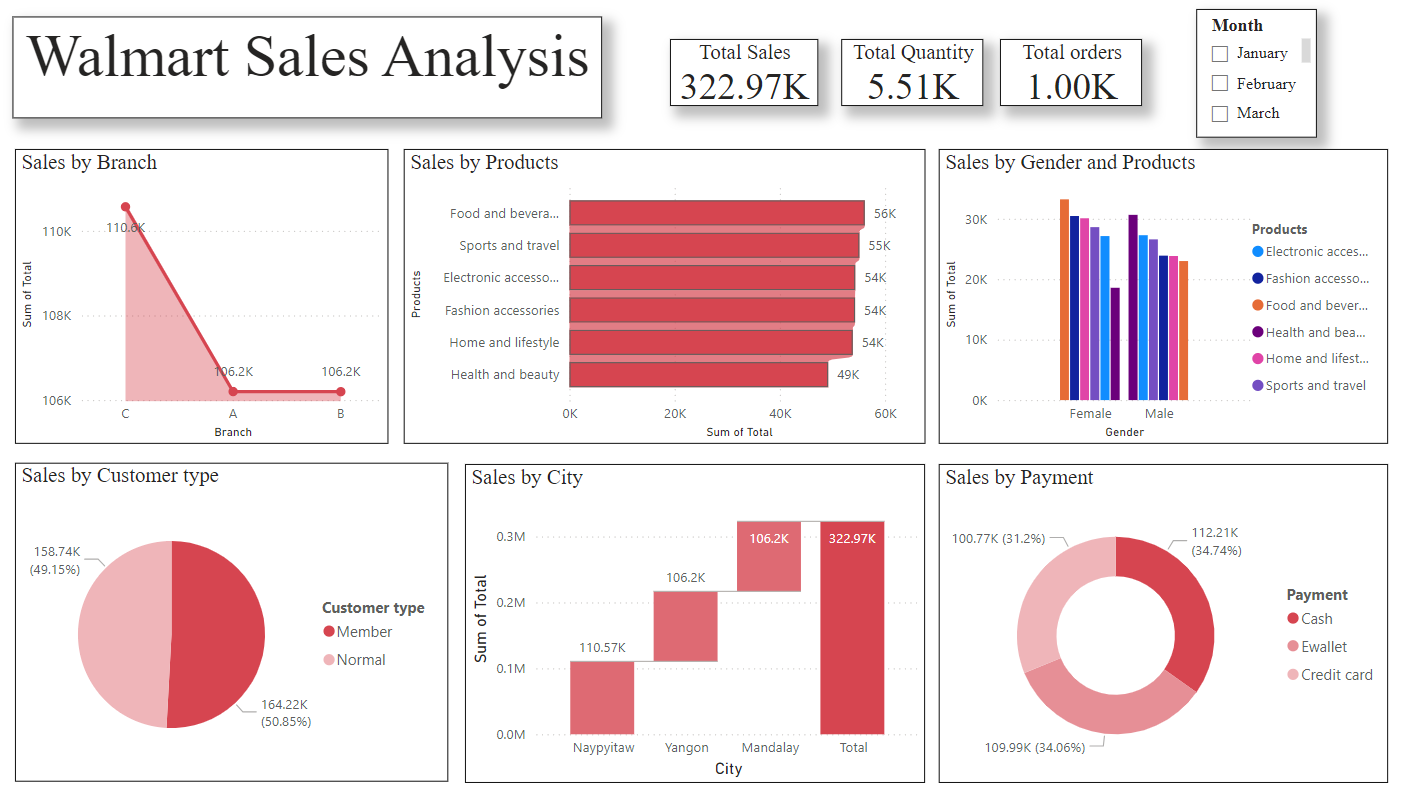 Walmart Sales Analysis
Total Sales
322.97K
Total Quantity
5.51K
Total orders
1.00K
Month
January
February
March
Sales by Branch
110K
108K
106K
Sum of Total
110.6K
106.2K
106.2K
C
A
B
Branch
Sales by Products
Products
Food and bevera...
56K
Sports and travel
55K
Electronic accesso...
54K
Fashion accessories
54K
Home and lifestyle
54K
Health and beauty
49K
0K
20K
40K
60K
Sum of Total
Sales by Gender and Products
30K
20K
10K
0K
Sum of Total
Female
Male
Gender
Products
Electronic acces...
Fashion accesso...
Food and bever...
Health and bea...
Home and lifest...
Sports and travel
Sales by Customer type
158.74K
(49.15%)
164.22K
(50.85%)
Customer type
Member
Normal
Sales by City
0.3M
0.2M
0.1M
0.0M
Sum of Total
110.57K
106.2K
106.2K
322.97K
Naypyitaw
Yangon
Mandalay
Total
City
Sales by Payment
100.77K (31.2%)
112.21K
(34.74%)
109.99K (34.06%)
Payment
Cash
Ewallet
Credit card